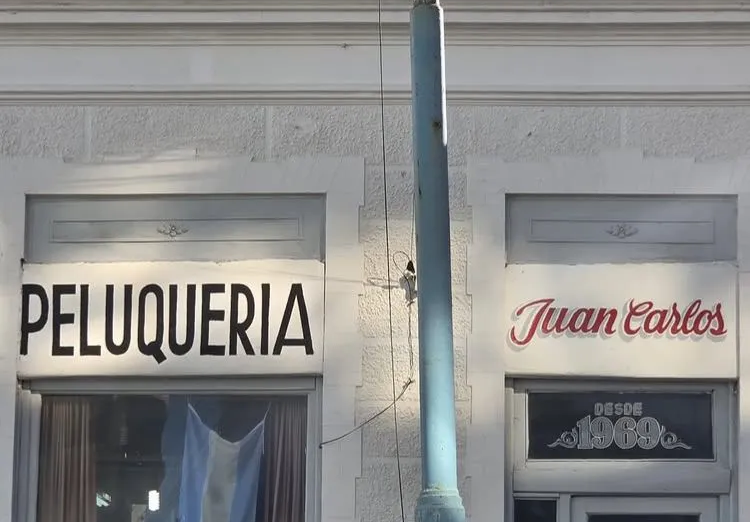 PELUQUERIA
Juan Carlos
DESDE
1969